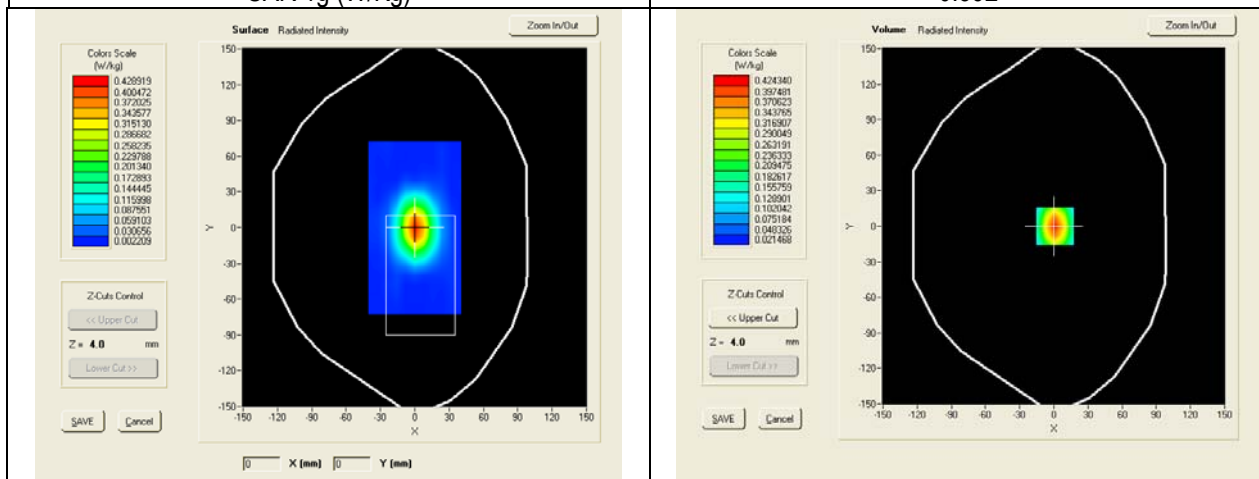 SAR 1g (W/Kg)
Surface Radiated Intensity
Zoom In/Out
Colors Scale
(W/kg)
0.428919
0.400472
0.372025
0.343577
0.315130
0.286682
0.258235
0.229788
0.201340
0.172893
0.144445
0.115998
0.087551
0.059103
0.030656
0.002209
Z-Cuts Control
<< Upper Cut
Z = 4.0 mm
Lower Cut >>
SAVE Cancel
150
120
90
60
30
0
-30
-60
-90
-120
-150
Y
-150 -120 -90 -60 -30 0 30 60 90 120 150
X
0 X (mm) 0 Y (mm)
Volume Radiated Intensity
Zoom In/Out
Colors Scale
(W/kg)
0.424340
0.397481
0.370623
0.343765
0.316907
0.290049
0.263191
0.236333
0.209475
0.182617
0.155759
0.128901
0.102042
0.075184
0.048326
0.021468
Z-Cuts Control
<< Upper Cut
Z = 4.0 mm
Lower Cut >>
SAVE Cancel
150
120
90
60
30
0
-30
-60
-90
-120
-150
Y
-150 -120 -90 -60 -30 0 30 60 90 120 150
X